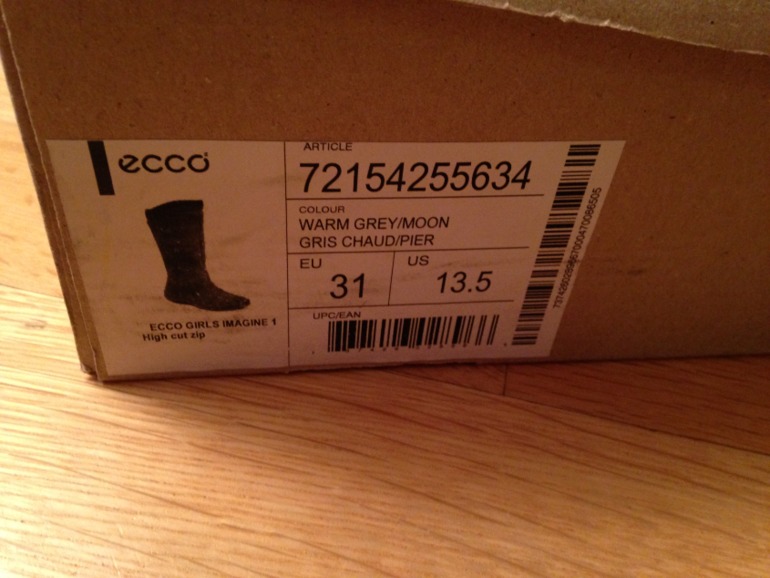 ecco
ECCO GIRLS IMAGINE 1
High cut zip
ARTICLE
72154255634
COLOUR
WARM GREY/MOON
GRIS CHAUD/PIER
EU
31
US
13.5
UPC/EAN